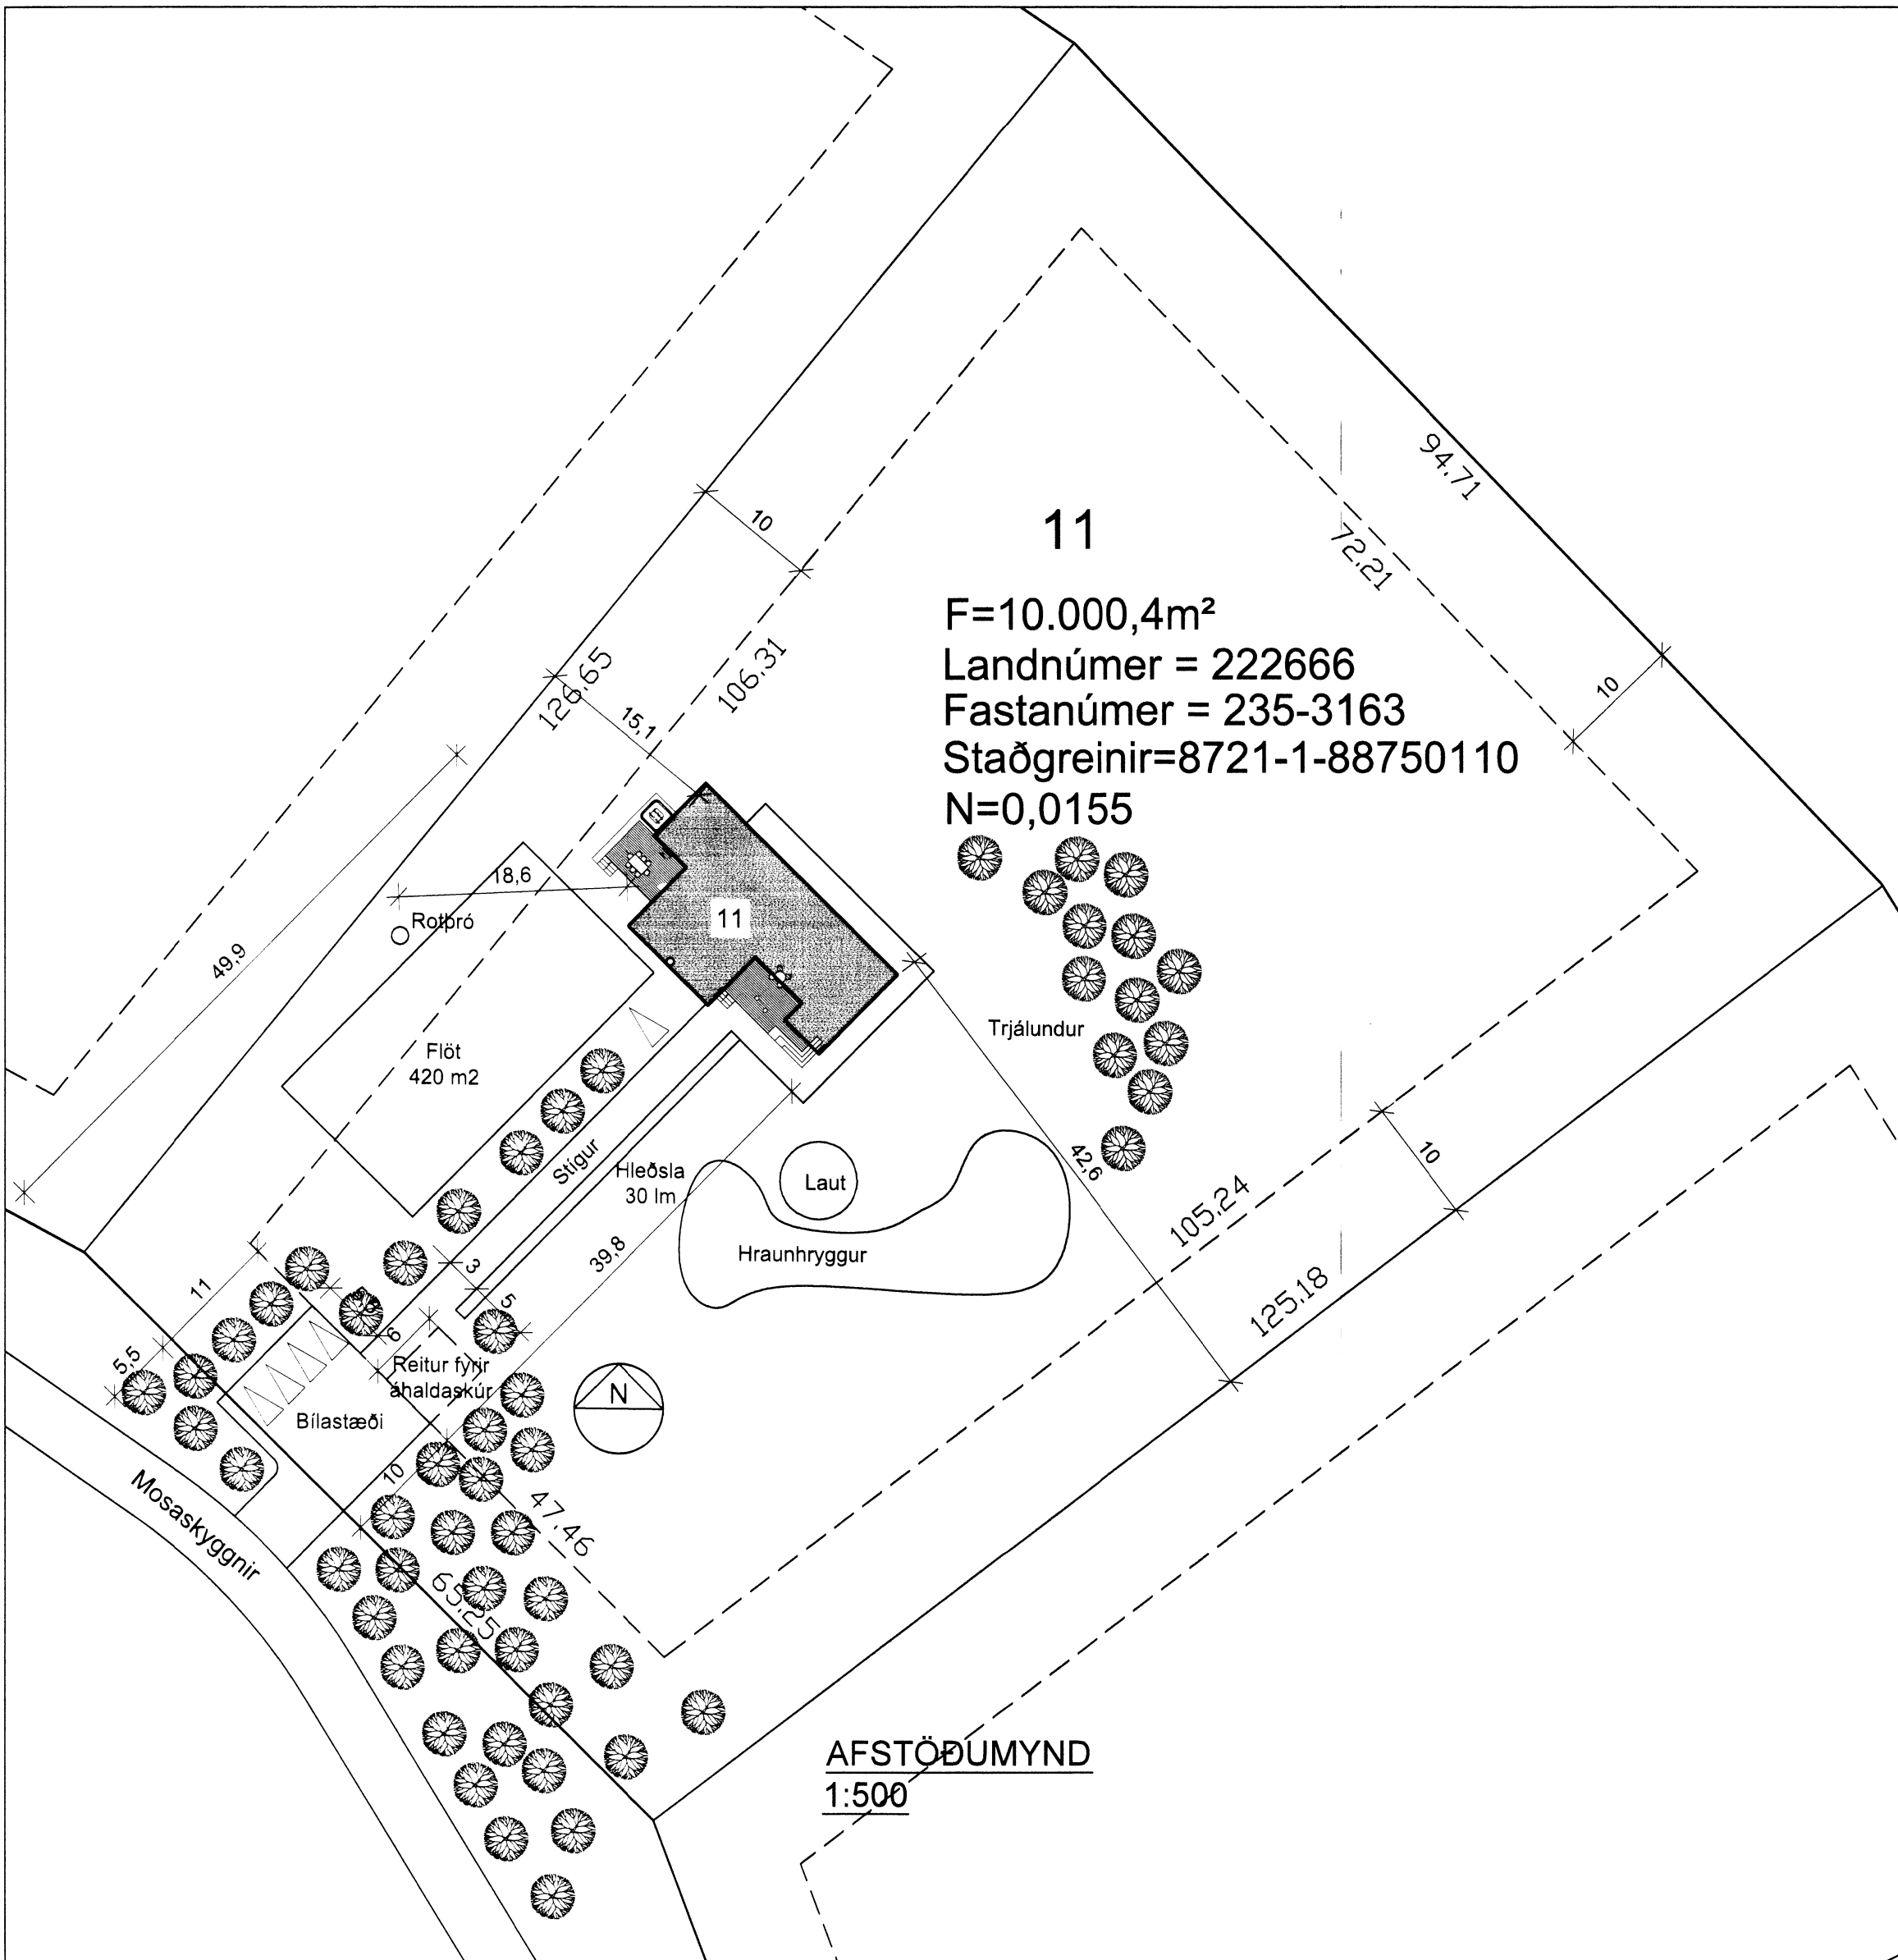 94,71
72,21
10
11
F=10.000,4m²
Landnúmer = 222666
Fastanúmer = 235-3163
Staðgreinir=8721-1-88750110
N=0,0155
126,65
106,31
15,1
10
18,6
Rotþró
11
49,9
Flöt
420 m2
Trjálundur
Stígur
Hleðsla
30 lm
Laut
42,6
10
105,24
Hraunhryggur
39,8
125,18
3
5
11
6
5,5
Reitur fyrir
áhaldaskúr
N
Bílastæði
10
Mosaskyggnir
47,46
65,25
AFSTÖÐUMYND
1:500